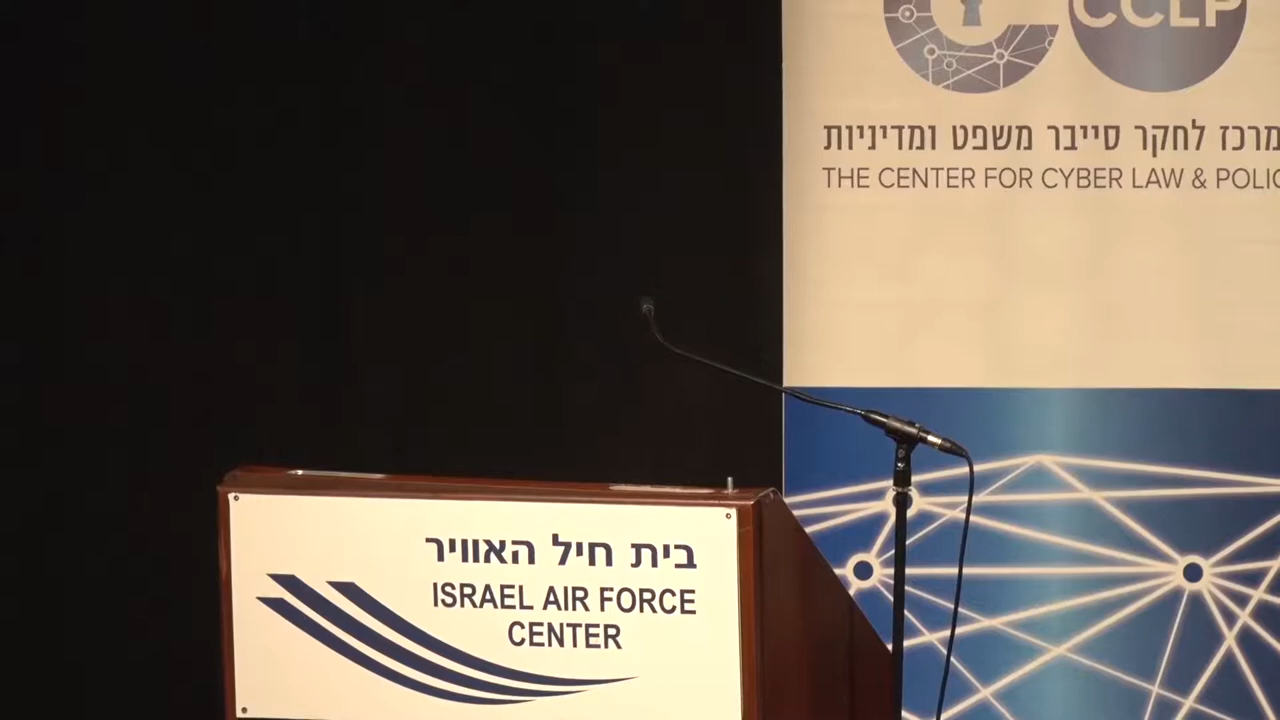 CCLP
מרכז לחקר סייבר משפט ומדיניות
THE CENTER FOR CYBER LAW & POLIC
בית חיל האוויר
ISRAEL AIR FORCE
CENTER